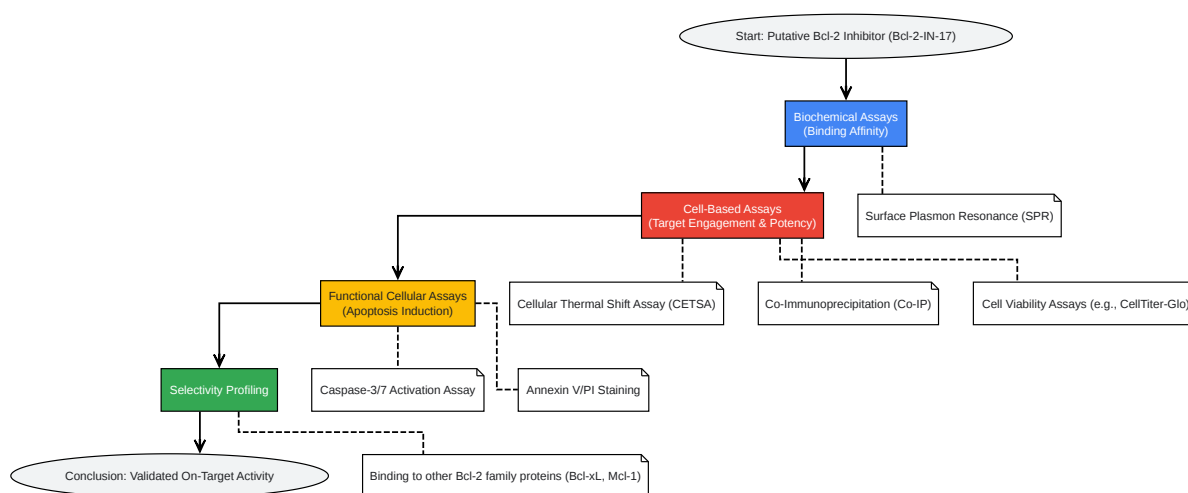 Start: Putative Bcl-2 Inhibitor (Bcl-2-IN-17)
Biochemical Assays
(Binding Affinity)
Surface Plasmon Resonance (SPR)
Cell-Based Assays
(Target Engagement & Potency)
Cellular Thermal Shift Assay (CETSA)
Co-Immunoprecipitation (Co-IP)
Cell Viability Assays (e.g., CellTiter-Glo)
Functional Cellular Assays
(Apoptosis Induction)
Caspase-3/7 Activation Assay
Annexin V/PI Staining
Selectivity Profiling
Binding to other Bcl-2 family proteins (Bcl-xL, Mcl-1)
Conclusion: Validated On-Target Activity